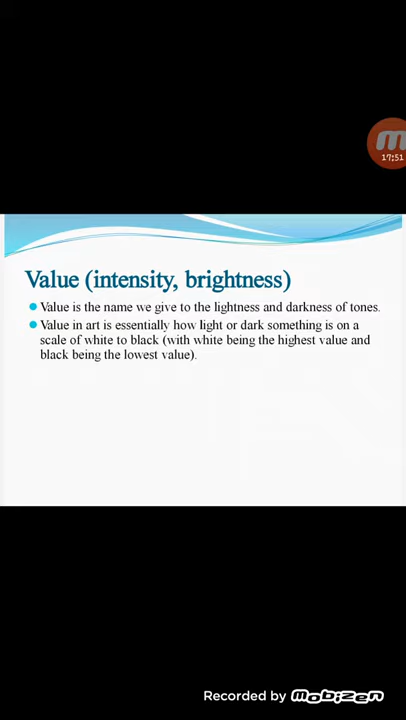 17:51
Value (intensity, brightness)
Value is the name we give to the lightness and darkness of tones.
Value in art is essentially how light or dark something is on a
scale of white to black (with white being the highest value and
black being the lowest value).
Recorded by MOBIZEN